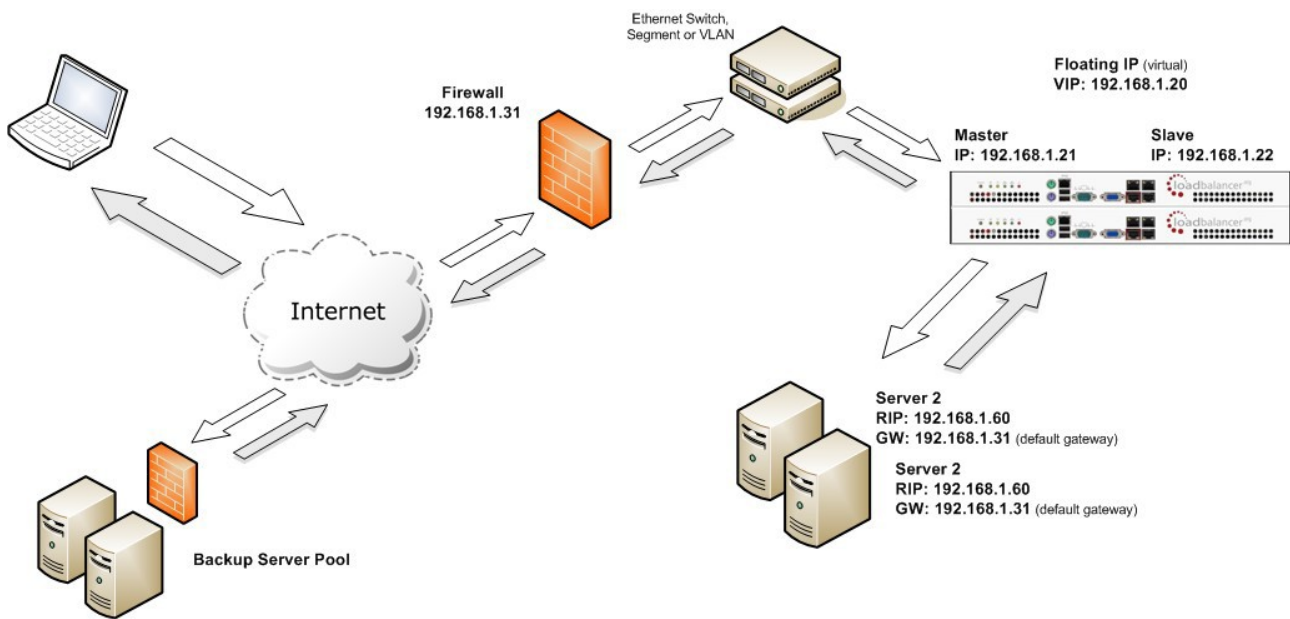 Ethernet Switch,
Segment or VLAN
Floating IP (virtual)
VIP: 192.168.1.20
Firewall
192.168.1.31
Master
IP: 192.168.1.21
Slave
IP: 192.168.1.22
loadbalancer
loadbalancer
Internet
Server 2
RIP: 192.168.1.60
GW: 192.168.1.31 (default gateway)
Server 2
RIP: 192.168.1.60
GW: 192.168.1.31 (default gateway)
Backup Server Pool